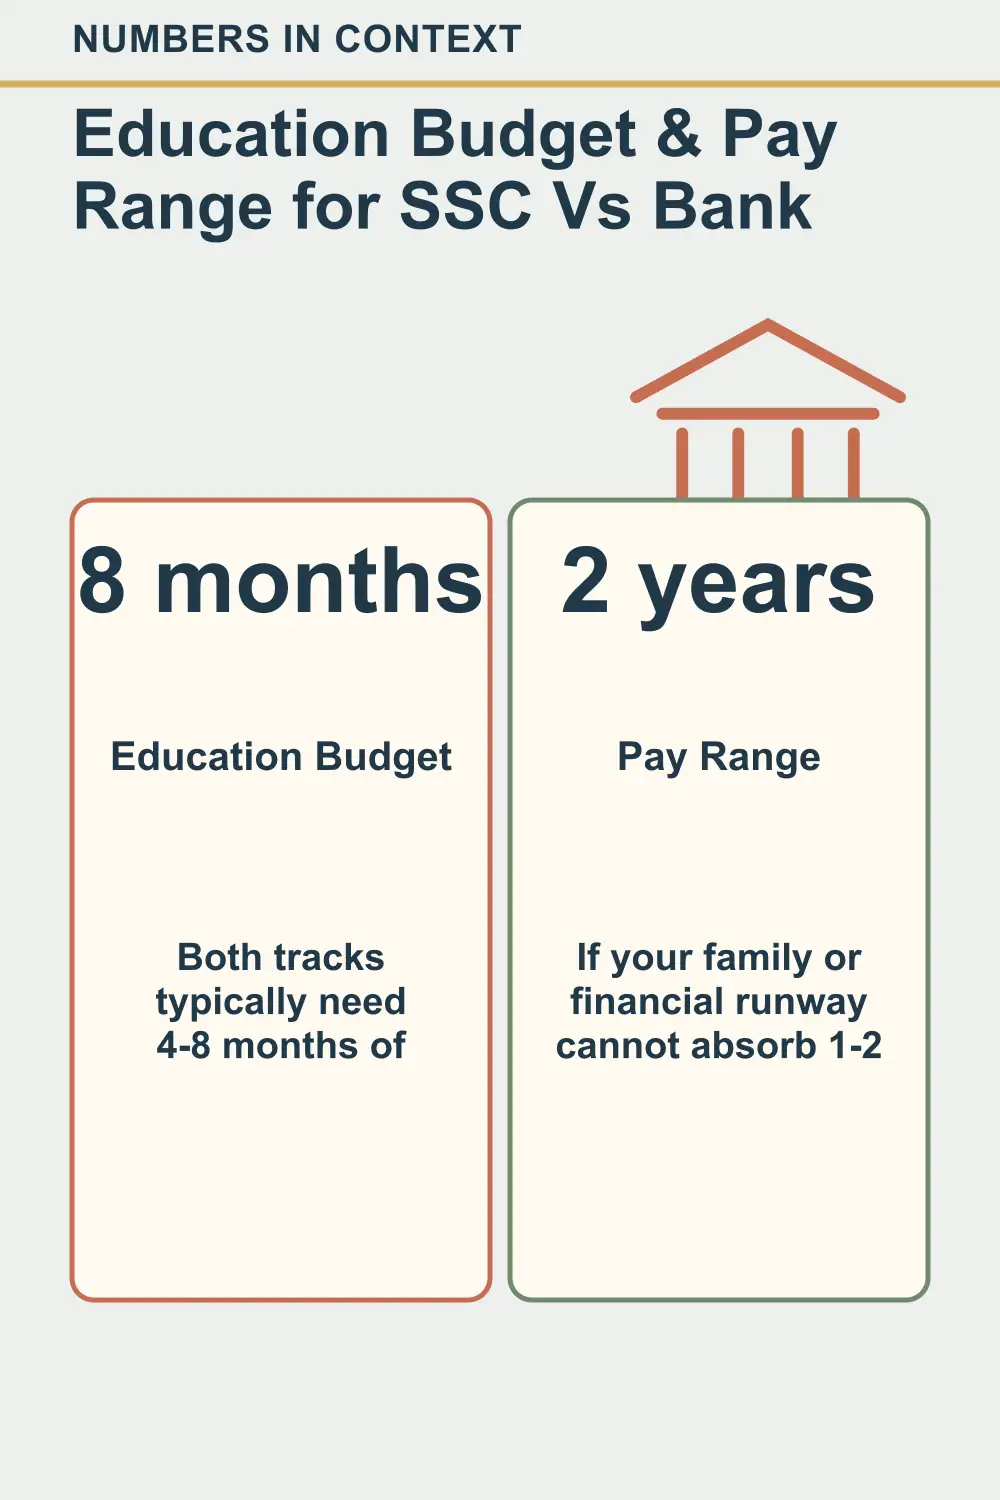 NUMBERS IN CONTEXT
Education Budget & Pay
Range for SSC Vs Bank
8 months
Education Budget
Both tracks
typically need
4-8 months of
2 years
Pay Range
If your family or
financial runway
cannot absorb 1-2